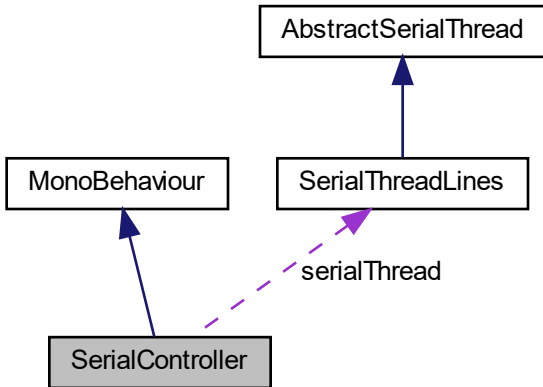 AbstractSerialThread
MonoBehaviour
SerialThreadLines
serialThread
SerialController